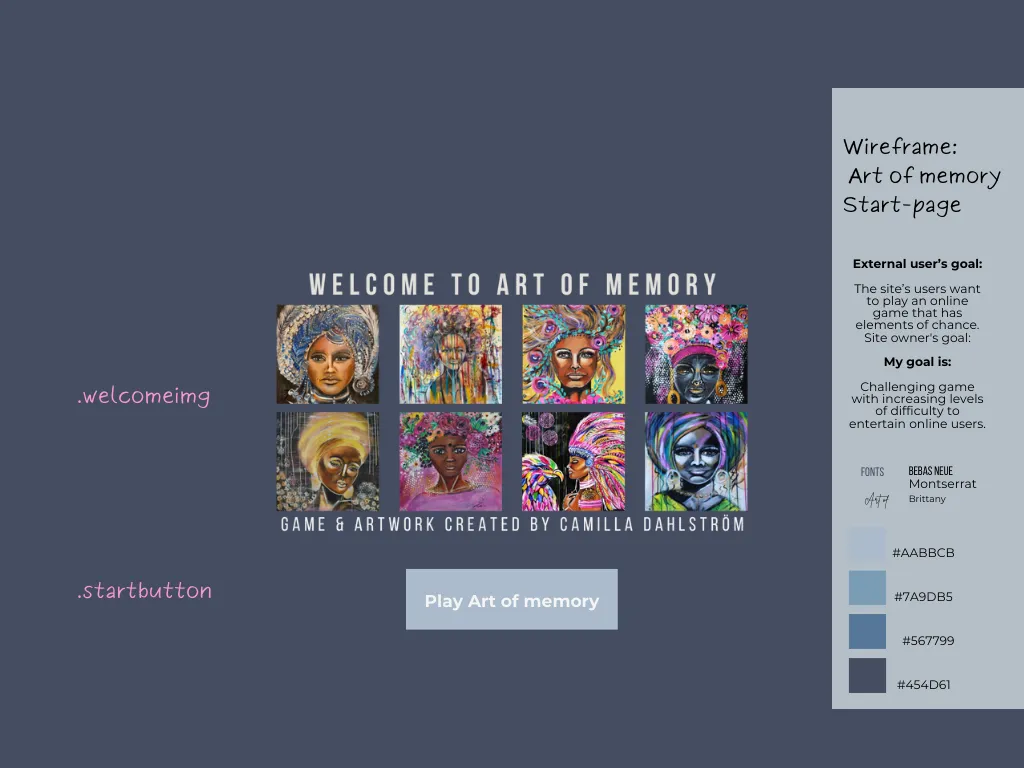 Wireframe:
Art of memory
Start-page
WELCOME TO ART OF MEMORY
GAME & ARTWORK CREATED BY CAMILLA DAHLSTRÖM
Play Art of memory
.welcomeimg
.startbutton
External user's goal:
The site's users want
to play an online
game that has
elements of chance.
Site owner's goal:
My goal is:
Challenging game
with increasing levels
of difficulty to
entertain online users.
FONTS
BEBAS NEUE
Montserrat
Art of
Brittany
#AABBCB
#7A9DB5
#567799
#454D61